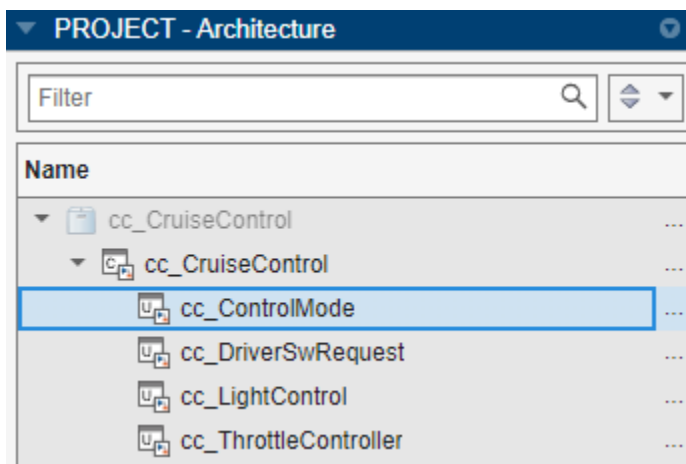 PROJECT - Architecture
Filter
Name
cc_CruiseControl ...
C cc_CruiseControl ...
U cc_ControlMode ...
U cc_DriverSwRequest ...
U cc_LightControl ...
U cc_ThrottleController ...